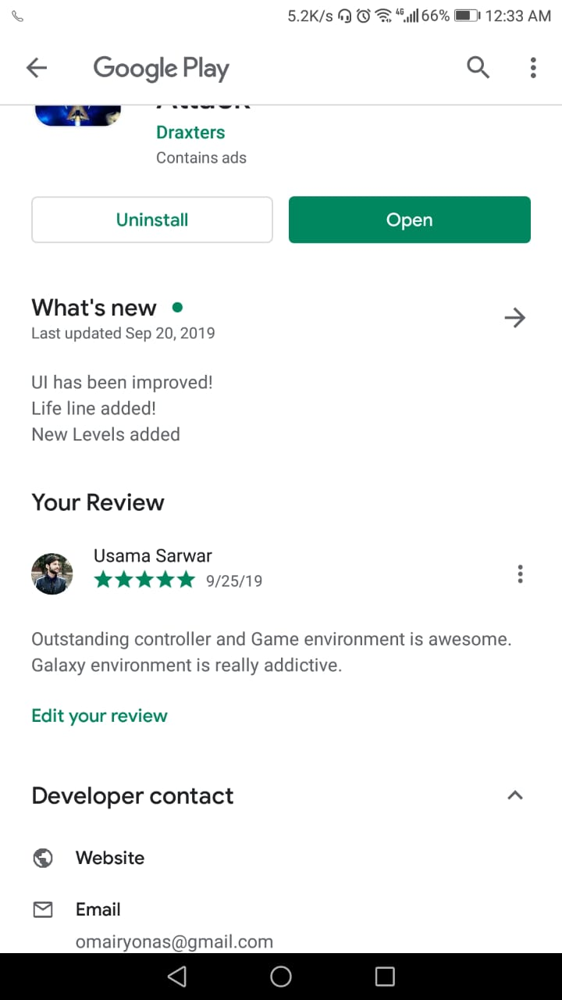 5.2K/s 4G 66% 12:33 AM
Google Play
Draxters
Contains ads
Uninstall
Open
What's new
Last updated Sep 20, 2019
UI has been improved!
Life line added!
New Levels added
Your Review
Usama Sarwar
9/25/19
Outstanding controller and Game environment is awesome.
Galaxy environment is really addictive.
Edit your review
Developer contact
Website
Email
omairyonas@gmail.com